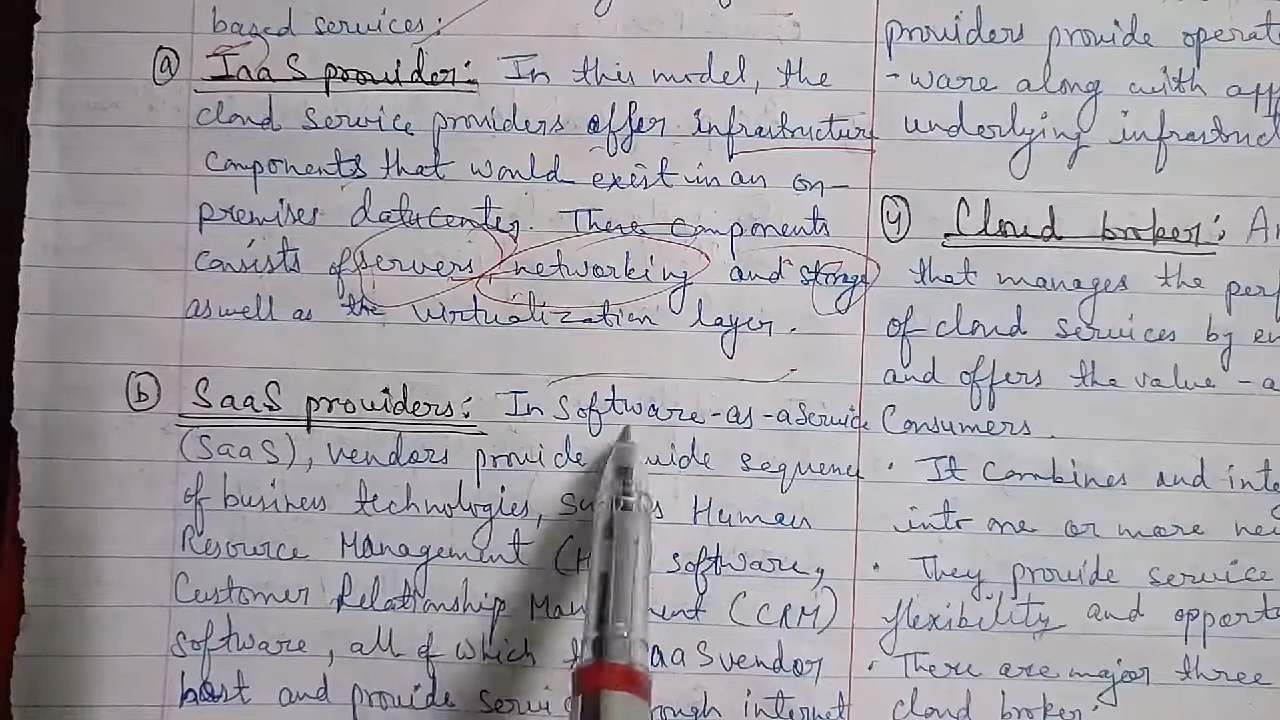 based services:
(a) IaaS provider: In this model, the
cloud service providers offer infrastructure
components that would exist in an on-
premises datacenter. These components
consists of servers, networking and storage
as well as the virtualization layer.
(b) SaaS providers: In Software-as-a Service
(SaaS), vendors provide wide sequence
of business technologies, as Human
Resource Management ( software,
Customer Relationship (CRM)
software, all of which vendor
host and provide through internet
providers provide operat
-ware along with app
underlying infrastruc
(4) Cloud broker: An
that manages the perf
of cloud services by en
and offers the value-a
Consumers.
• It combines and inte
into one or more ne
• They provide service
flexibility and opport
• There are major three
cloud broker: